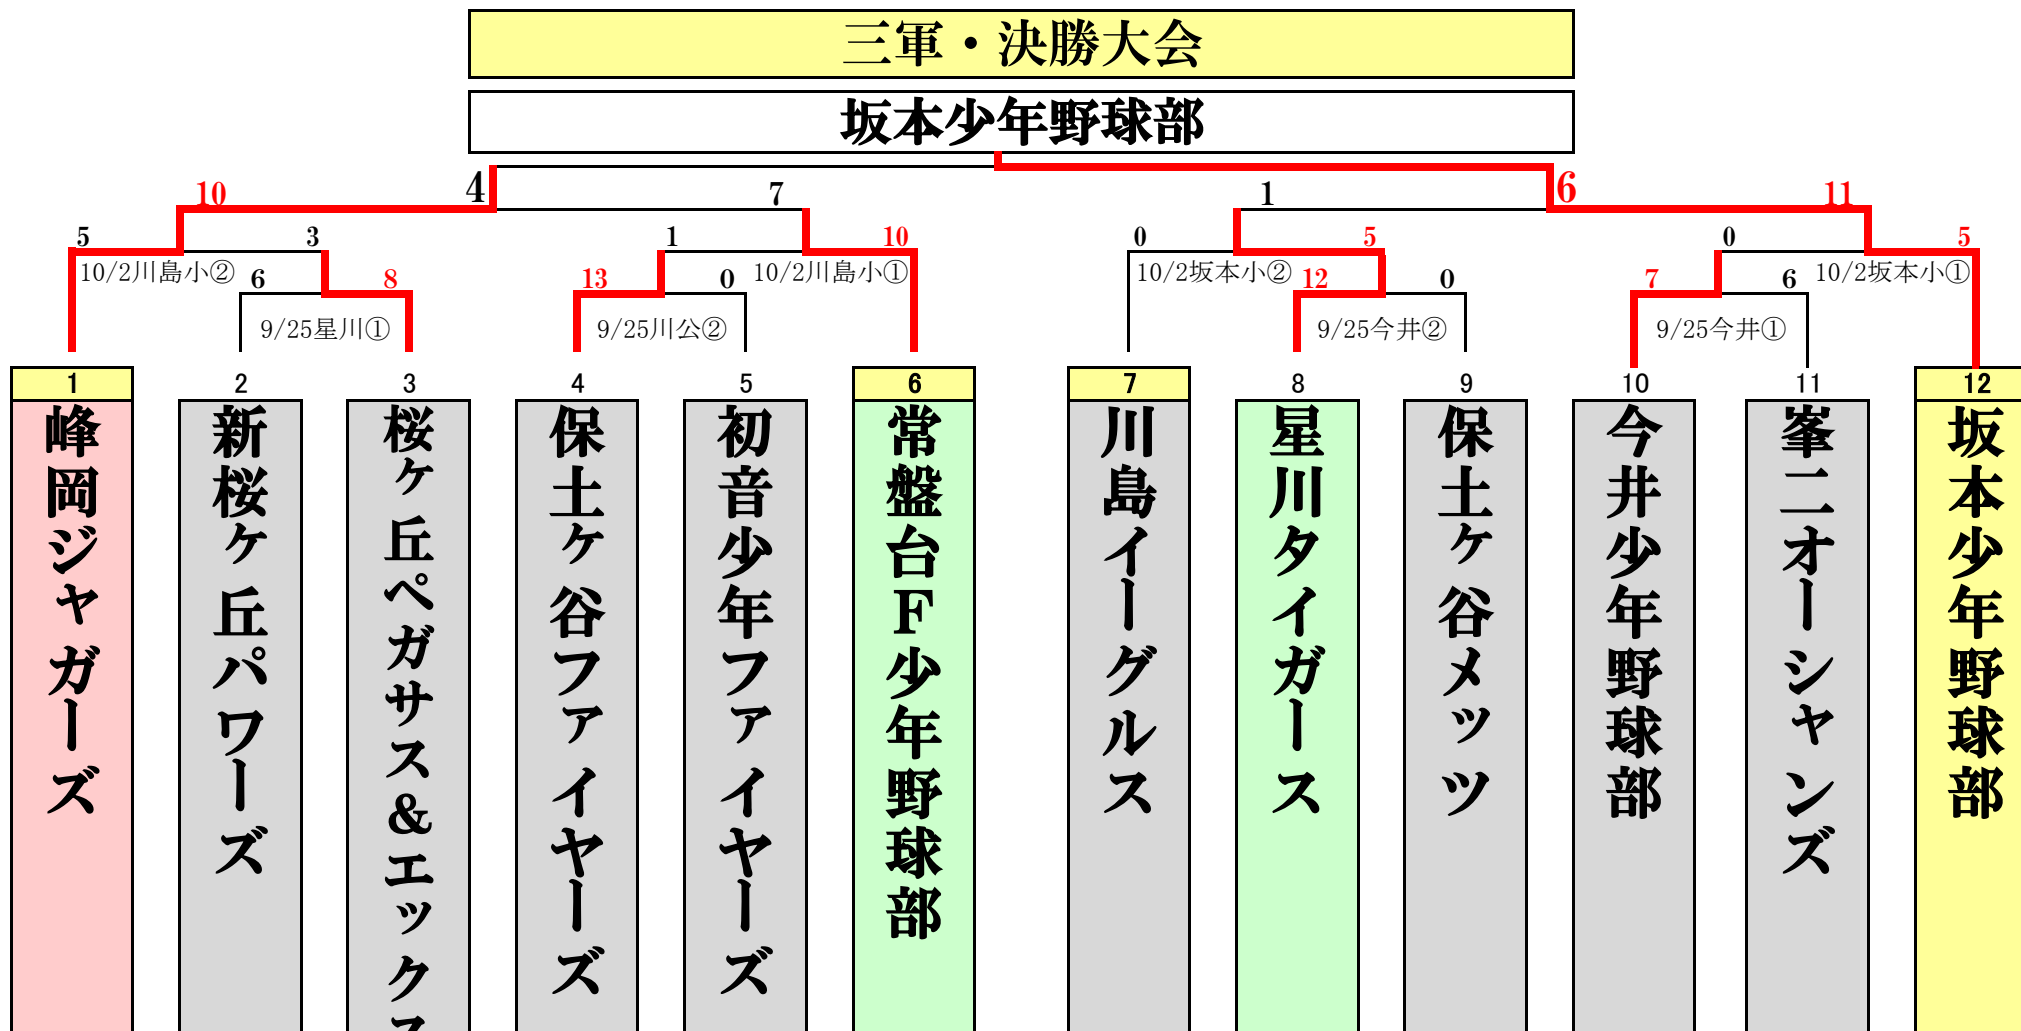 三軍・決勝大会
坂本少年野球部
4 6
10 7 1 11
5 3 1 10 0 5 0 5
10/2川島小② 10/2川島小① 10/2坂本小② 10/2坂本小①
6 8 13 0 12 0 7 6
9/25星川① 9/25川公② 9/25今井② 9/25今井①
1 2 3 4 5 6 7 8 9 10 11 12
峰岡ジャガーズ
新桜ヶ丘パワーズ
桜ヶ丘ペガサス&エックス
保土ヶ谷ファイヤーズ
初音少年ファイヤーズ
常盤台F少年野球部
川島イーグルス
星川タイガース
保土ヶ谷メッツ
今井少年野球部
峯二オーシャンズ
坂本少年野球部